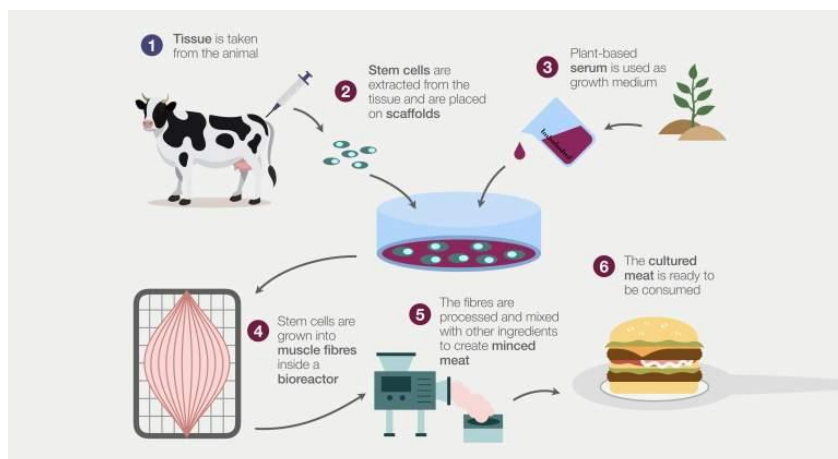 1
Tissue is taken
from the animal
2
Stem cells are
extracted from the
tissue and are placed
on scaffolds
3
Plant-based
serum is used as
growth medium
4
Stem cells are
grown into
muscle fibres
inside a
bioreactor
5
The fibres are
processed and mixed
with other ingredients
to create minced
meat
6
The cultured
meat is ready to
be consumed